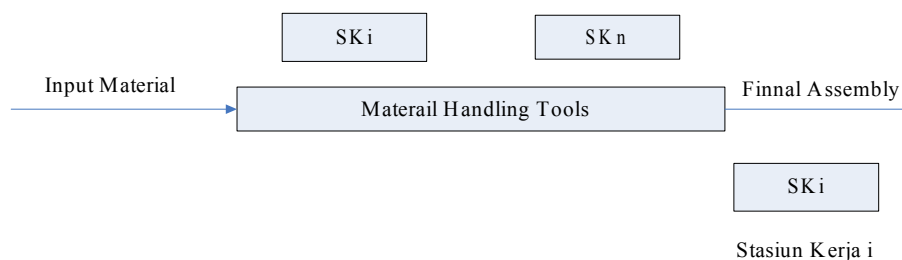 SK i
SK n
Input Material
Materail Handling Tools
Finnal Assembly
SK i
Stasiun Kerja i